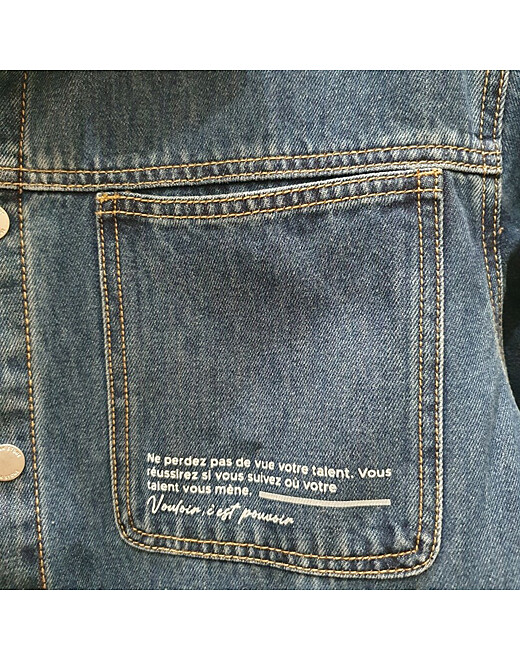 Ne perdez pas de vue votre talent. Vous
réussirez si vous suivez où votre
talent vous mène.
Vouloir, c'est pouvoir